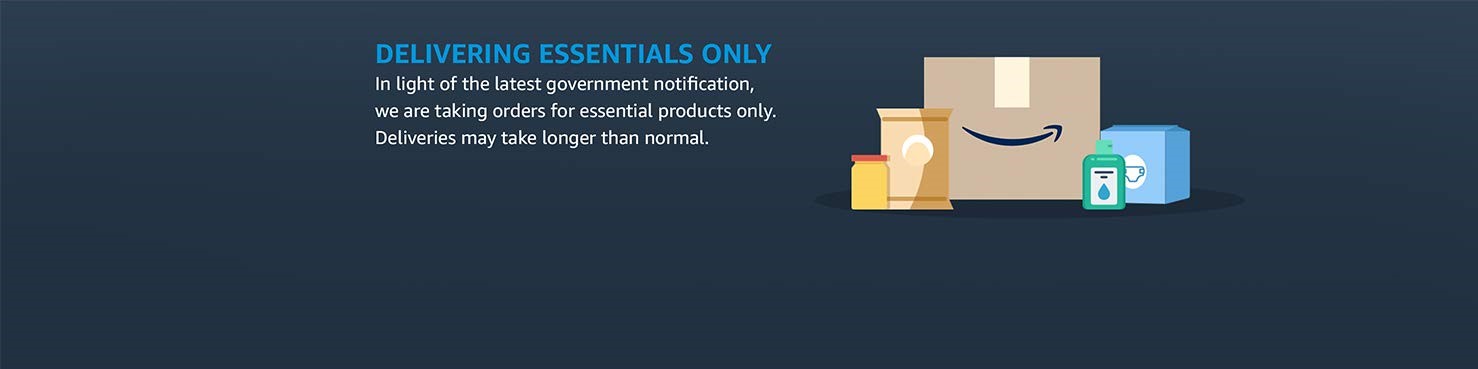 DELIVERING ESSENTIALS ONLY
In light of the latest government notification,
we are taking orders for essential products only.
Deliveries may take longer than normal.